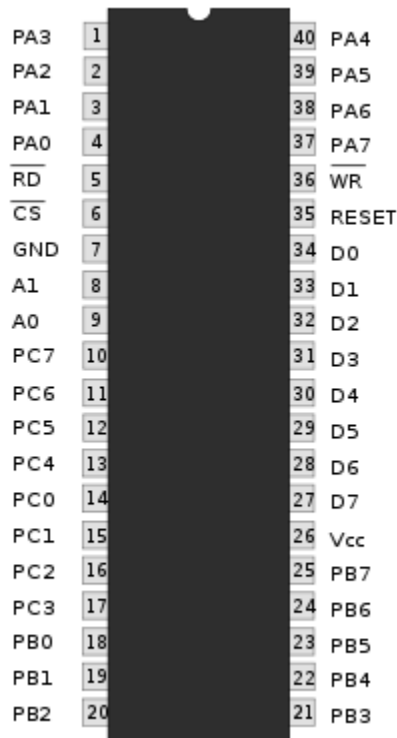 PA3 1 40 PA4
PA2 2 39 PA5
PA1 3 38 PA6
PA0 4 37 PA7
R̅D̅ 5 36 W̅R̅
C̅S̅ 6 35 RESET
GND 7 34 D0
A1 8 33 D1
A0 9 32 D2
PC7 10 31 D3
PC6 11 30 D4
PC5 12 29 D5
PC4 13 28 D6
PC0 14 27 D7
PC1 15 26 Vcc
PC2 16 25 PB7
PC3 17 24 PB6
PB0 18 23 PB5
PB1 19 22 PB4
PB2 20 21 PB3